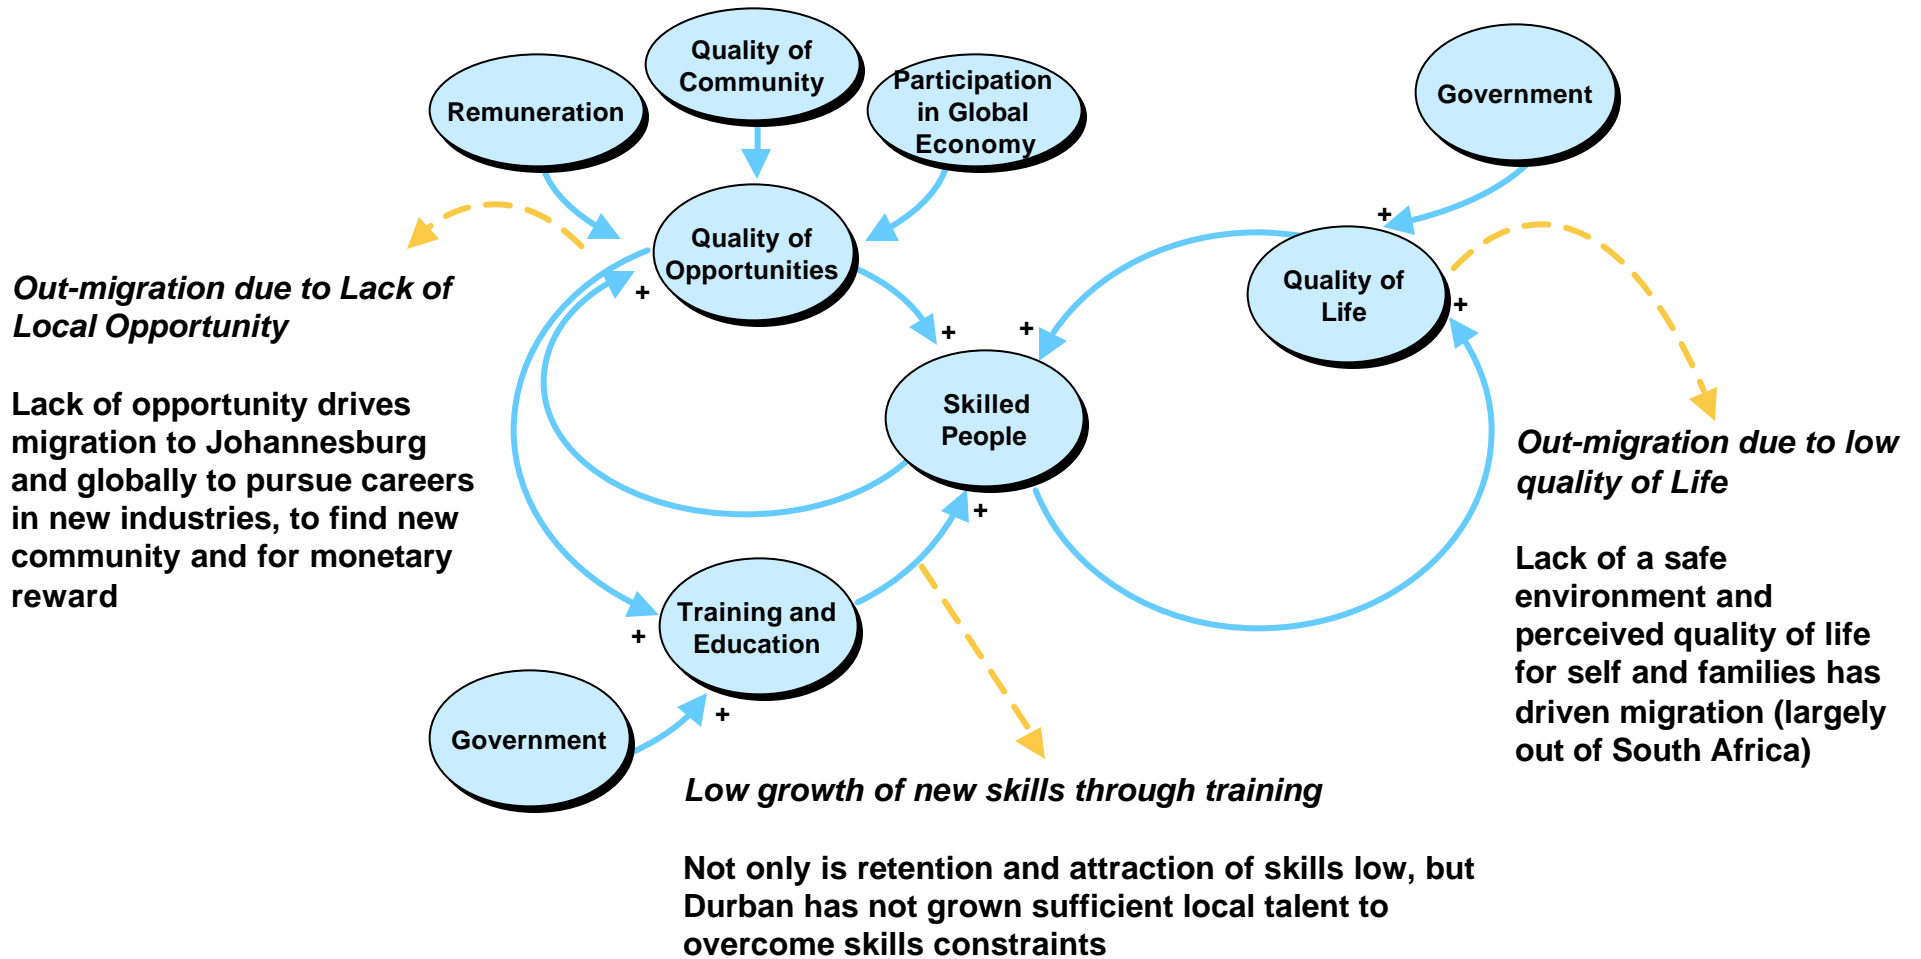 Quality of
Community
Remuneration
Participation
in Global
Economy
Government
Quality of
Opportunities
+
+
Quality of
Life
+
+
+
Skilled
People
+
Training and
Education
+
+
Government
Out-migration due to Lack of
Local Opportunity
Lack of opportunity drives
migration to Johannesburg
and globally to pursue careers
in new industries, to find new
community and for monetary
reward
Out-migration due to low
quality of Life
Lack of a safe
environment and
perceived quality of life
for self and families has
driven migration (largely
out of South Africa)
Low growth of new skills through training
Not only is retention and attraction of skills low, but
Durban has not grown sufficient local talent to
overcome skills constraints